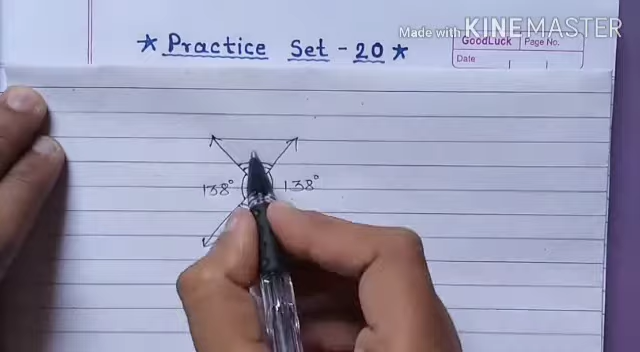 Made with KINEMASTER
* Practice Set - 20 *
GoodLuck Page No.
Date
138° 138°